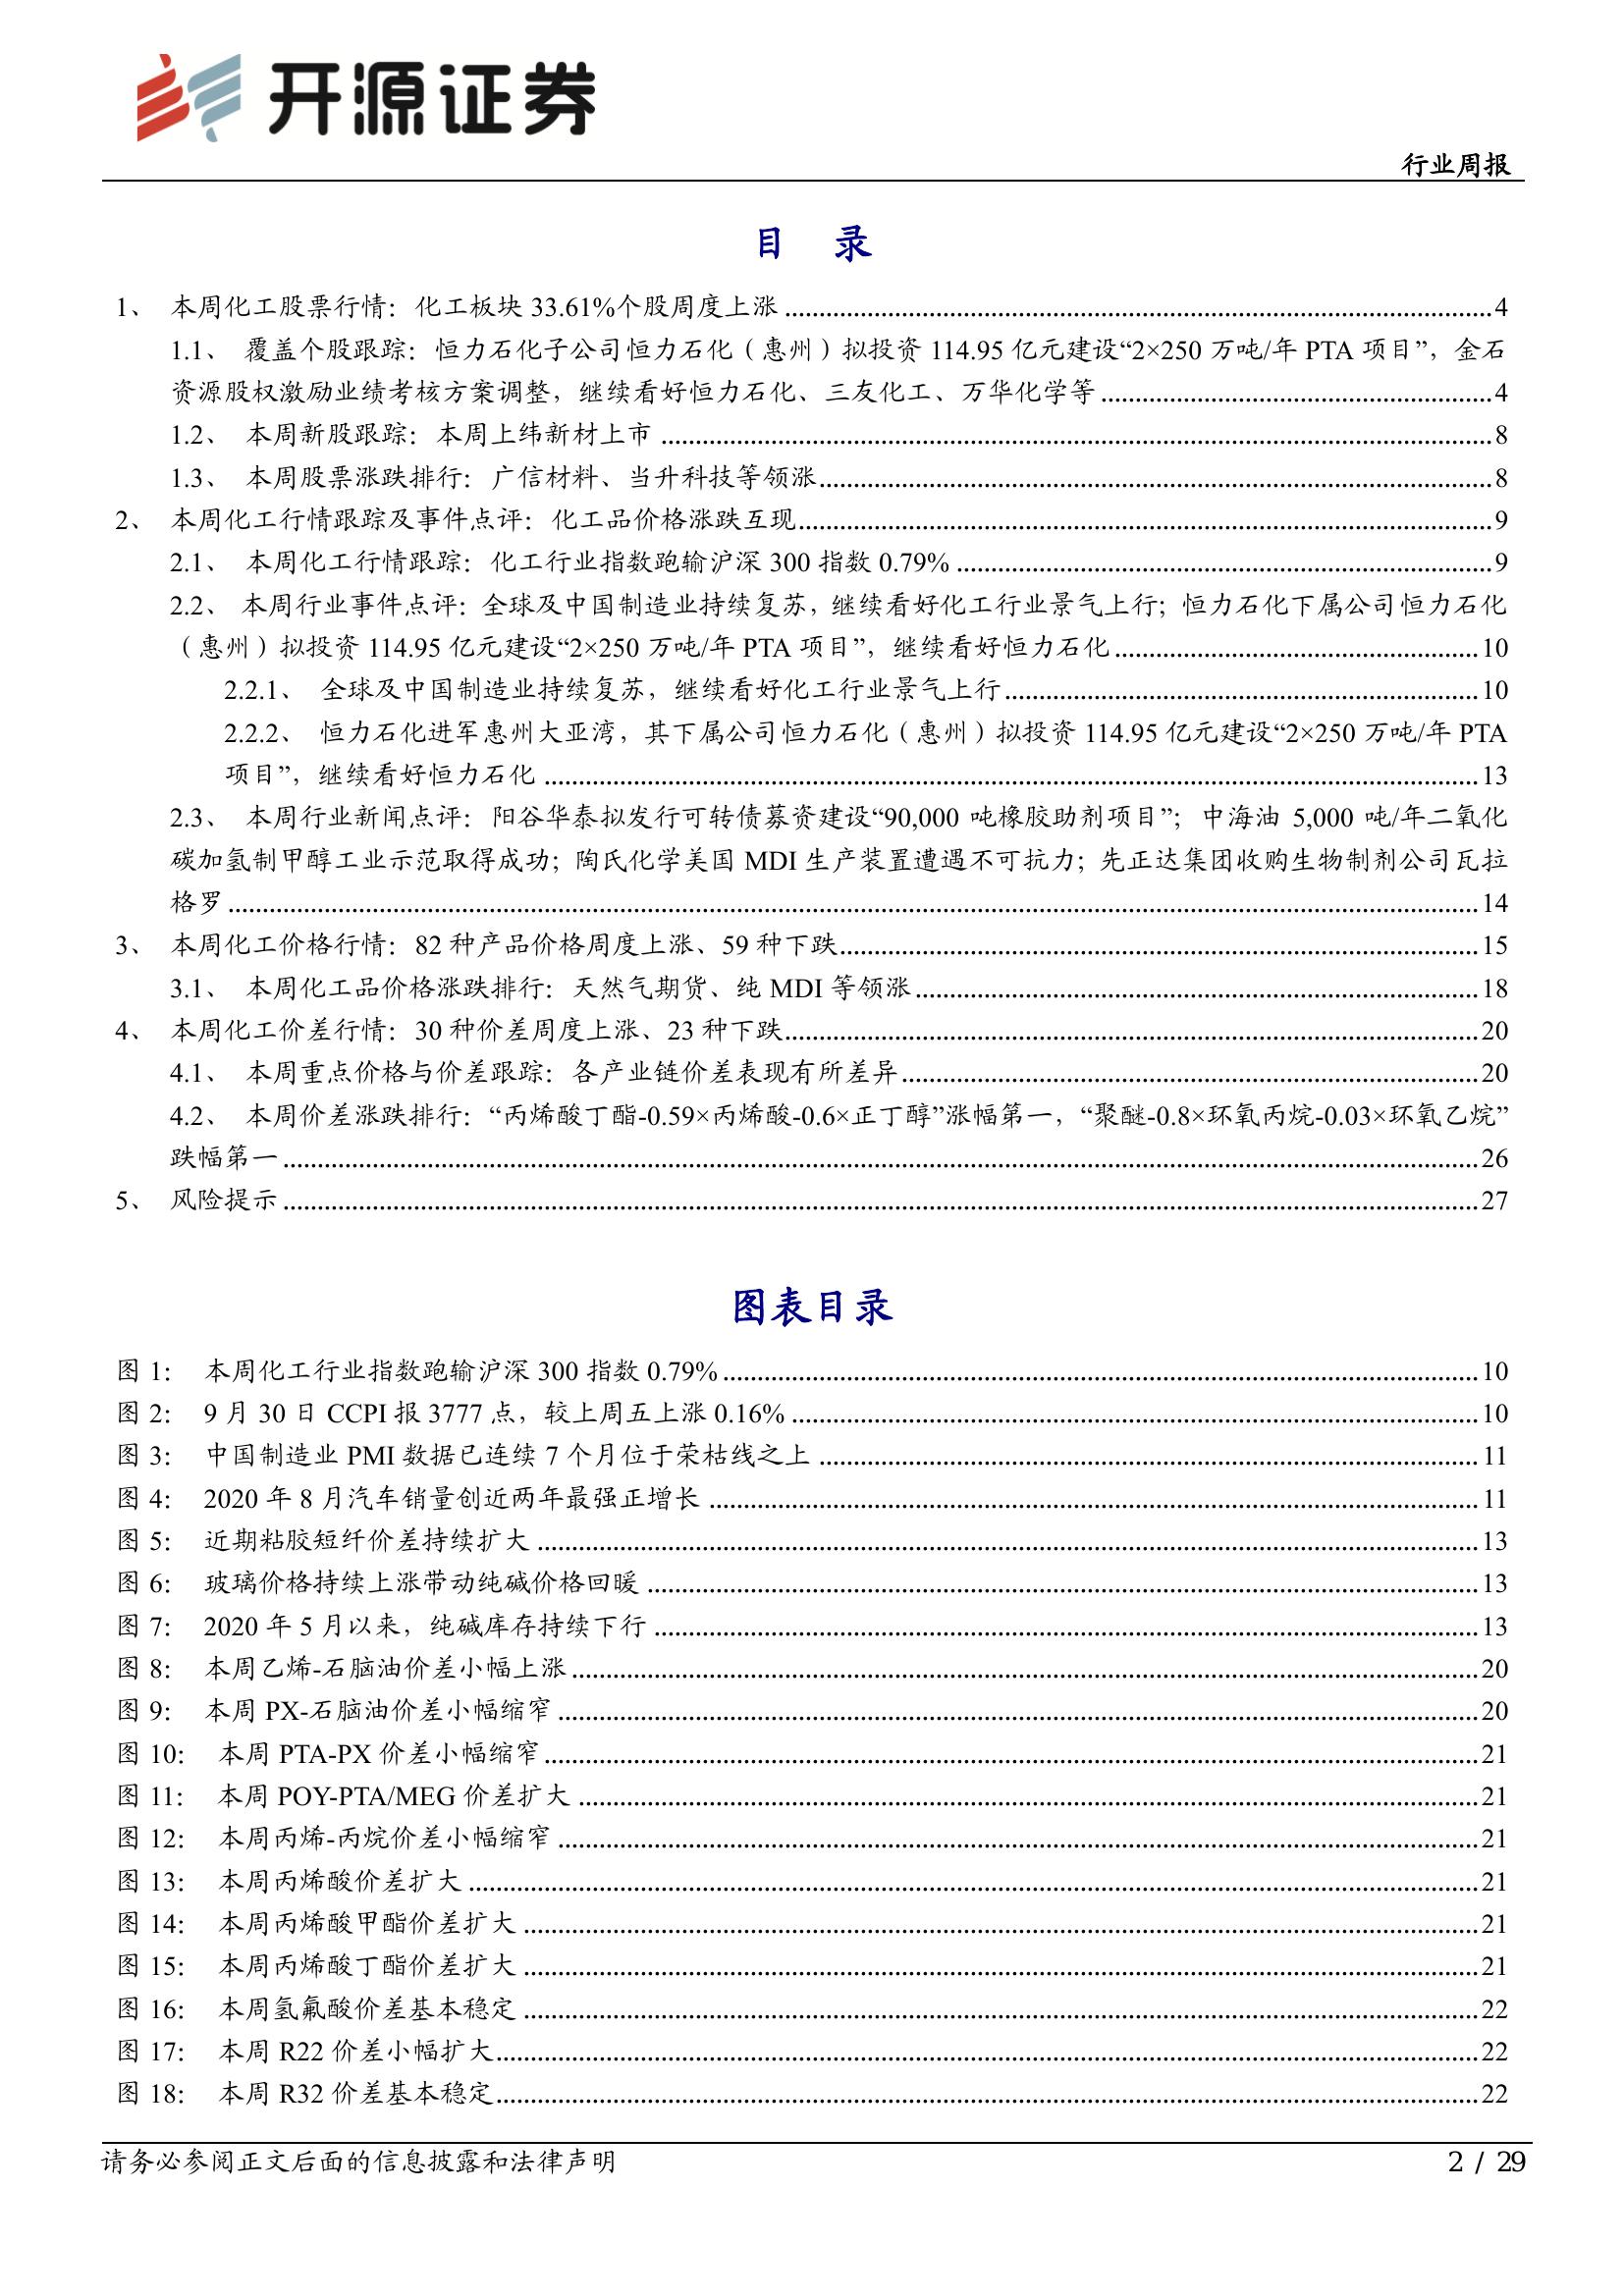 开源证券
行业周报
目 录
1、 本周化工股票行情：化工板块 33.61%个股周度上涨 4
1.1、 覆盖个股跟踪：恒力石化子公司恒力石化（惠州）拟投资 114.95 亿元建设“2×250 万吨/年 PTA 项目”，金石
资源股权激励业绩考核方案调整，继续看好恒力石化、三友化工、万华化学等 4
1.2、 本周新股跟踪：本周上纬新材上市 8
1.3、 本周股票涨跌排行：广信材料、当升科技等领涨 8
2、 本周化工行情跟踪及事件点评：化工品价格涨跌互现 9
2.1、 本周化工行情跟踪：化工行业指数跑输沪深 300 指数 0.79% 9
2.2、 本周行业事件点评：全球及中国制造业持续复苏，继续看好化工行业景气上行；恒力石化下属公司恒力石化
（惠州）拟投资 114.95 亿元建设“2×250 万吨/年 PTA 项目”，继续看好恒力石化 10
2.2.1、 全球及中国制造业持续复苏，继续看好化工行业景气上行 10
2.2.2、 恒力石化进军惠州大亚湾，其下属公司恒力石化（惠州）拟投资 114.95 亿元建设“2×250 万吨/年 PTA
项目”，继续看好恒力石化 13
2.3、 本周行业新闻点评：阳谷华泰拟发行可转债募资建设“90,000 吨橡胶助剂项目”；中海油 5,000 吨/年二氧化
碳加氢制甲醇工业示范取得成功；陶氏化学美国 MDI 生产装置遭遇不可抗力；先正达集团收购生物制剂公司瓦拉
格罗 14
3、 本周化工价格行情：82 种产品价格周度上涨、59 种下跌 15
3.1、 本周化工品价格涨跌排行：天然气期货、纯 MDI 等领涨 18
4、 本周化工价差行情：30 种价差周度上涨、23 种下跌 20
4.1、 本周重点价格与价差跟踪：各产业链价差表现有所差异 20
4.2、 本周价差涨跌排行：“丙烯酸丁酯-0.59×丙烯酸-0.6×正丁醇”涨幅第一，“聚醚-0.8×环氧丙烷-0.03×环氧乙烷”
跌幅第一 26
5、 风险提示 27
图表目录
图 1： 本周化工行业指数跑输沪深 300 指数 0.79% 10
图 2： 9 月 30 日 CCPI 报 3777 点，较上周五上涨 0.16% 10
图 3： 中国制造业 PMI 数据已连续 7 个月位于荣枯线之上 11
图 4： 2020 年 8 月汽车销量创近两年最强正增长 11
图 5： 近期粘胶短纤价差持续扩大 13
图 6： 玻璃价格持续上涨带动纯碱价格回暖 13
图 7： 2020 年 5 月以来，纯碱库存持续下行 13
图 8： 本周乙烯-石脑油价差小幅上涨 20
图 9： 本周 PX-石脑油价差小幅缩窄 20
图 10： 本周 PTA-PX 价差小幅缩窄 21
图 11： 本周 POY-PTA/MEG 价差扩大 21
图 12： 本周丙烯-丙烷价差小幅缩窄 21
图 13： 本周丙烯酸价差扩大 21
图 14： 本周丙烯酸甲酯价差扩大 21
图 15： 本周丙烯酸丁酯价差扩大 21
图 16： 本周氢氟酸价差基本稳定 22
图 17： 本周 R22 价差小幅扩大 22
图 18： 本周 R32 价差基本稳定 22
请务必参阅正文后面的信息披露和法律声明
2 / 29